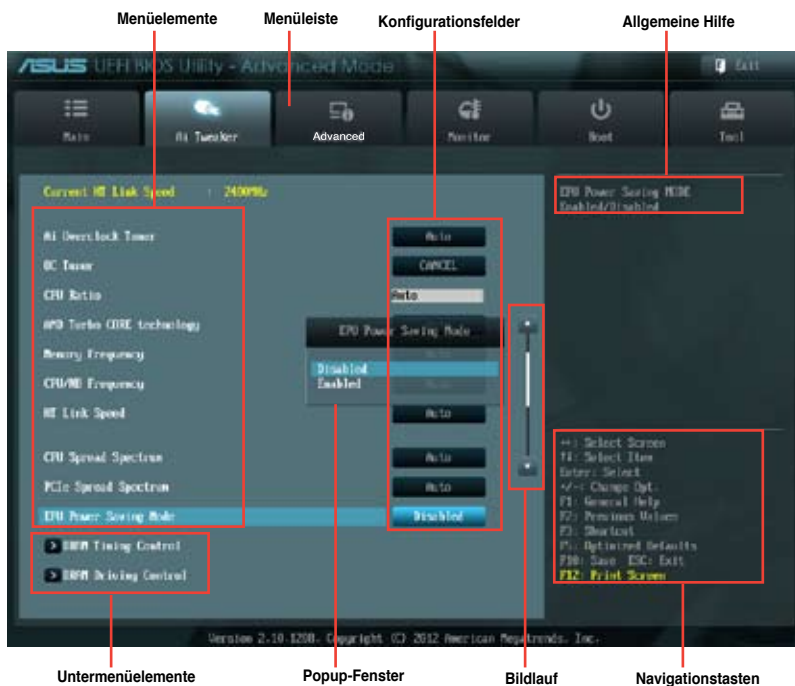 Menüelemente
Menüleiste
Konfigurationsfelder
Allgemeine Hilfe
ASUS UEFI BIOS Utility - Advanced Mode
Exit
Main
Ai Tweaker
Advanced
Monitor
Boot
Tool
Current HT Link Speed : 2400MHz
EPU Power Saving MODE
Enabled/Disabled
Ai Overclock Tuner
Auto
OC Tuner
CANCEL
CPU Ratio
Auto
AMD Turbo CORE technology
EPU Power Saving Mode
Memory Frequency
Disabled
Enabled
CPU/NB Frequency
HT Link Speed
Auto
CPU Spread Spectrum
Auto
PCIe Spread Spectrum
Auto
EPU Power Saving Mode
Disabled
> DRAM Timing Control
> DRAM Driving Control
→←: Select Screen
↑↓: Select Item
Enter: Select
+/-: Change Opt.
F1: General Help
F2: Previous Values
F3: Shortcut
F5: Optimized Defaults
F10: Save ESC: Exit
F12: Print Screen
Version 2.10.1208. Copyright (C) 2012 American Megatrends, Inc.
Untermenüelemente
Popup-Fenster
Bildlauf
Navigationstasten